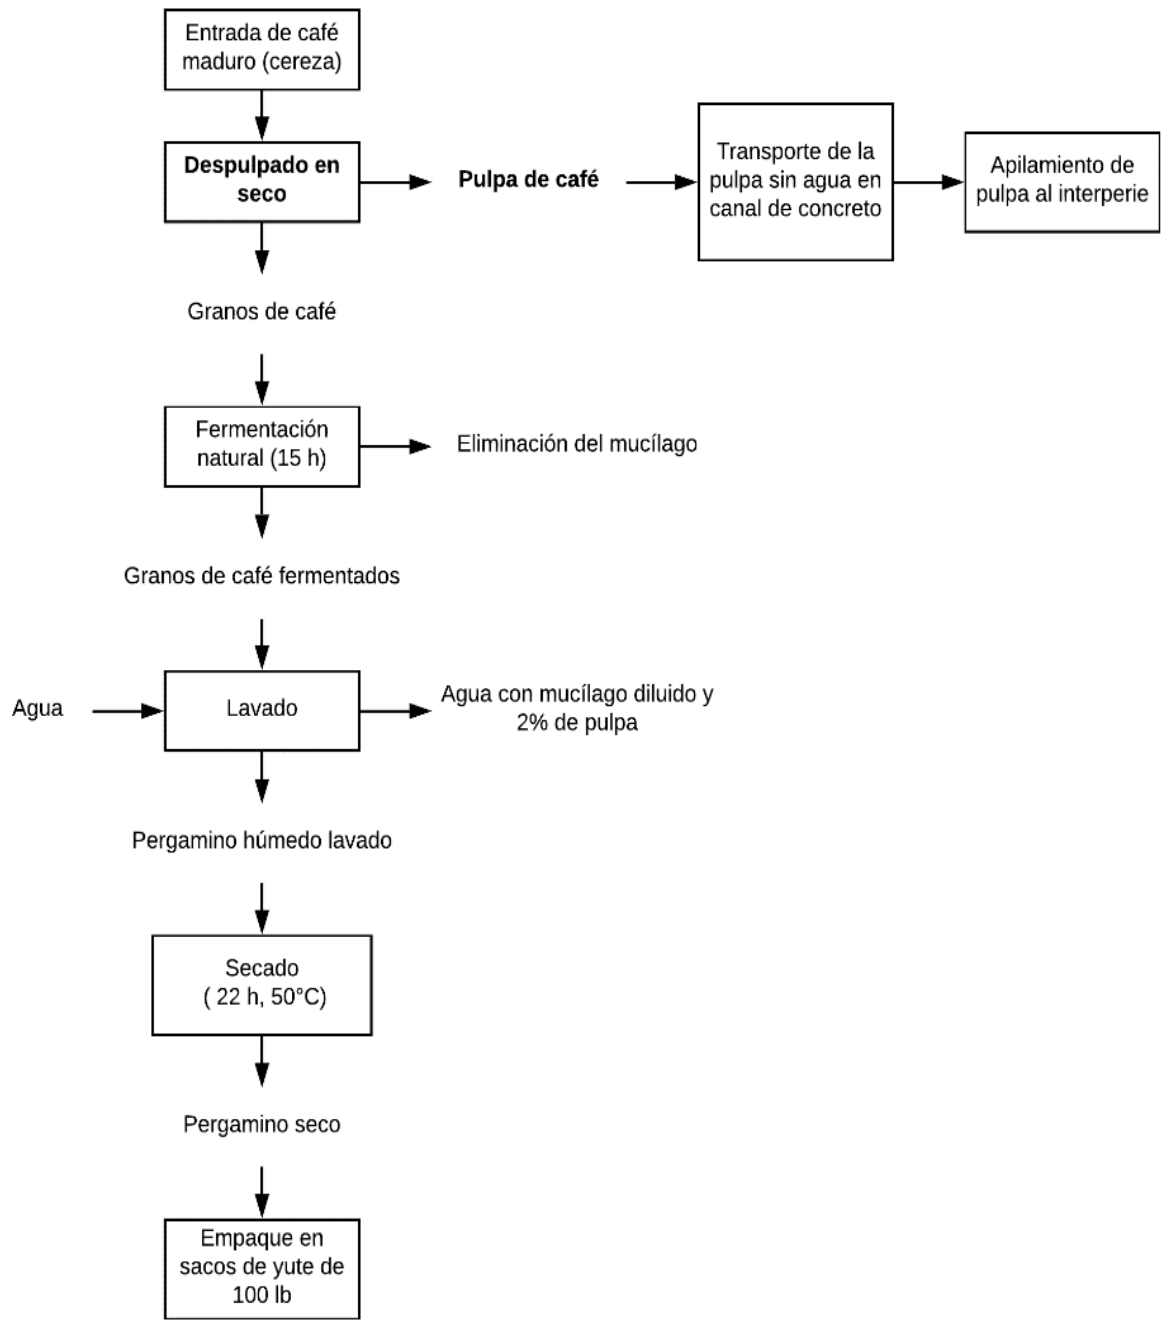 Entrada de café
maduro (cereza)
Despulpado en
seco
Pulpa de café
Transporte de la
pulpa sin agua en
canal de concreto
Apilamiento de
pulpa al interperie
Granos de café
Fermentación
natural (15 h)
Eliminación del mucílago
Granos de café fermentados
Agua
Lavado
Agua con mucílago diluido y
2% de pulpa
Pergamino húmedo lavado
Secado
( 22 h, 50°C)
Pergamino seco
Empaque en
sacos de yute de
100 lb